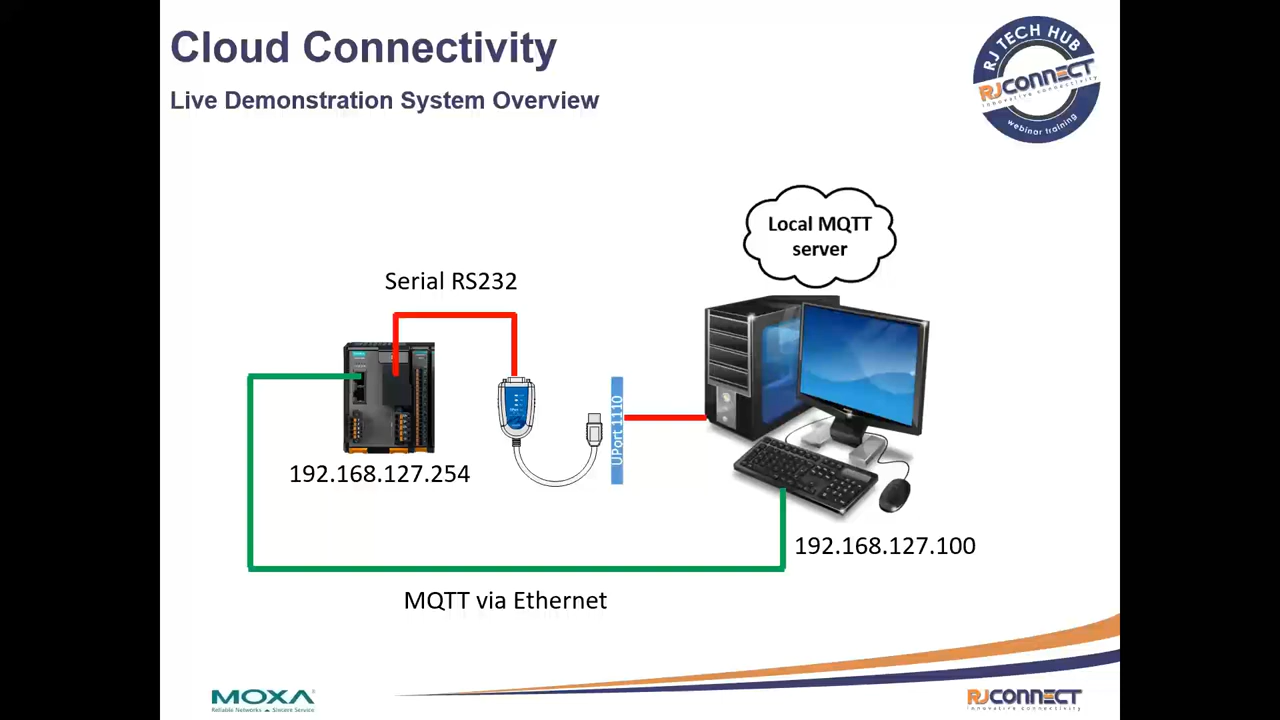 Cloud Connectivity
Live Demonstration System Overview
RJ TECH HUB
RJCONNECT
innovative connectivity
webinar training
Local MQTT
server
Serial RS232
UPort 1110
192.168.127.254
192.168.127.100
MQTT via Ethernet
MOXA
Reliable Networks ▲ Sincere Service
RJCONNECT
innovative connectivity